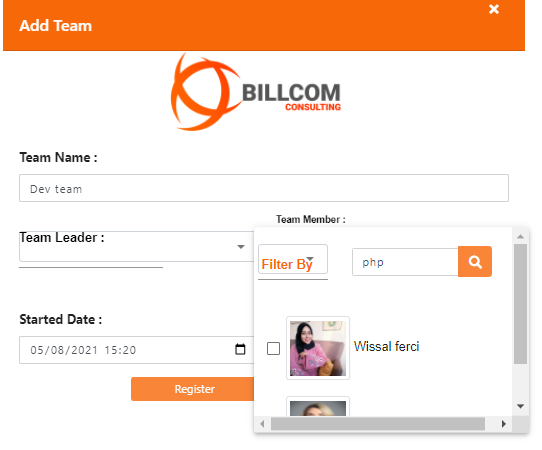 Add Team
BILLCOM
CONSULTING
Team Name :
Dev team
Team Member :
Team Leader :
Filter By
php
Wissal ferci
Started Date :
05/08/2021 15:20
Register